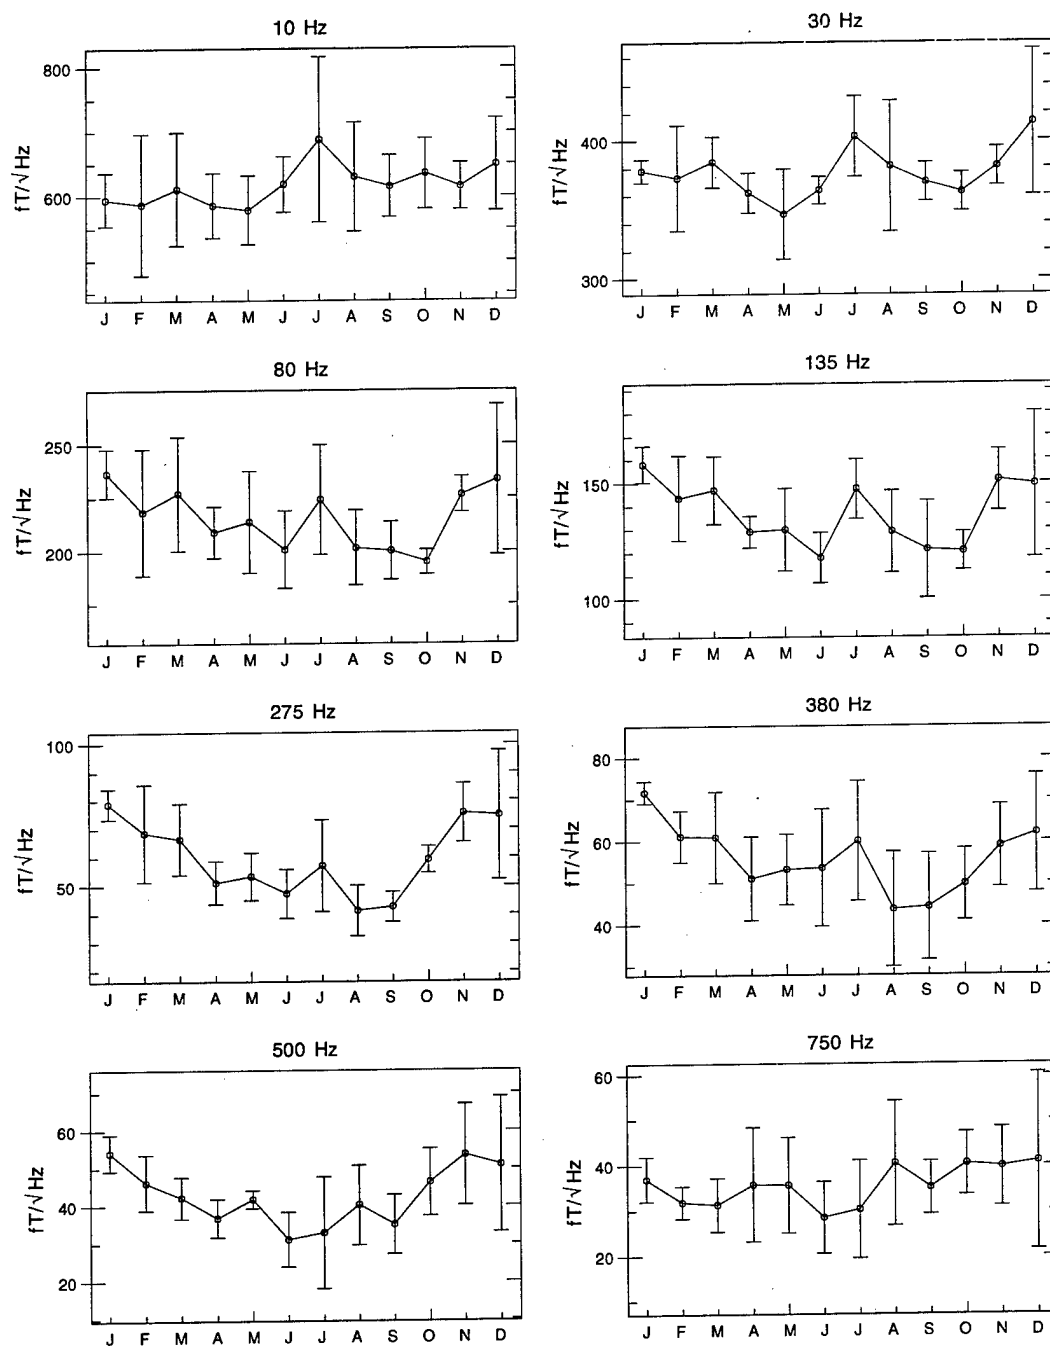 10 Hz
800
600
fT/√Hz
J F M A M J J A S O N D
30 Hz
400
300
fT/√Hz
J F M A M J J A S O N D
80 Hz
250
200
fT/√Hz
J F M A M J J A S O N D
135 Hz
150
100
fT/√Hz
J F M A M J J A S O N D
275 Hz
100
50
fT/√Hz
J F M A M J J A S O N D
380 Hz
80
60
40
fT/√Hz
J F M A M J J A S O N D
500 Hz
60
40
20
fT/√Hz
J F M A M J J A S O N D
750 Hz
60
40
20
fT/√Hz
J F M A M J J A S O N D